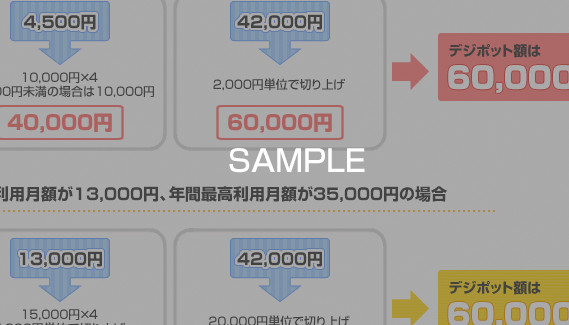 4,500円
42,000円
デジポット額は
60,000
10,000円×4
00円未満の場合は10,000円
2,000円単位で切り上げ
40,000円
60,000円
SAMPLE
利用月額が13,000円、年間最高利用月額が35,000円の場合
13,000円
42,000円
デジポット額は
60,000
15,000円×4
20,000円単位で切り上げ